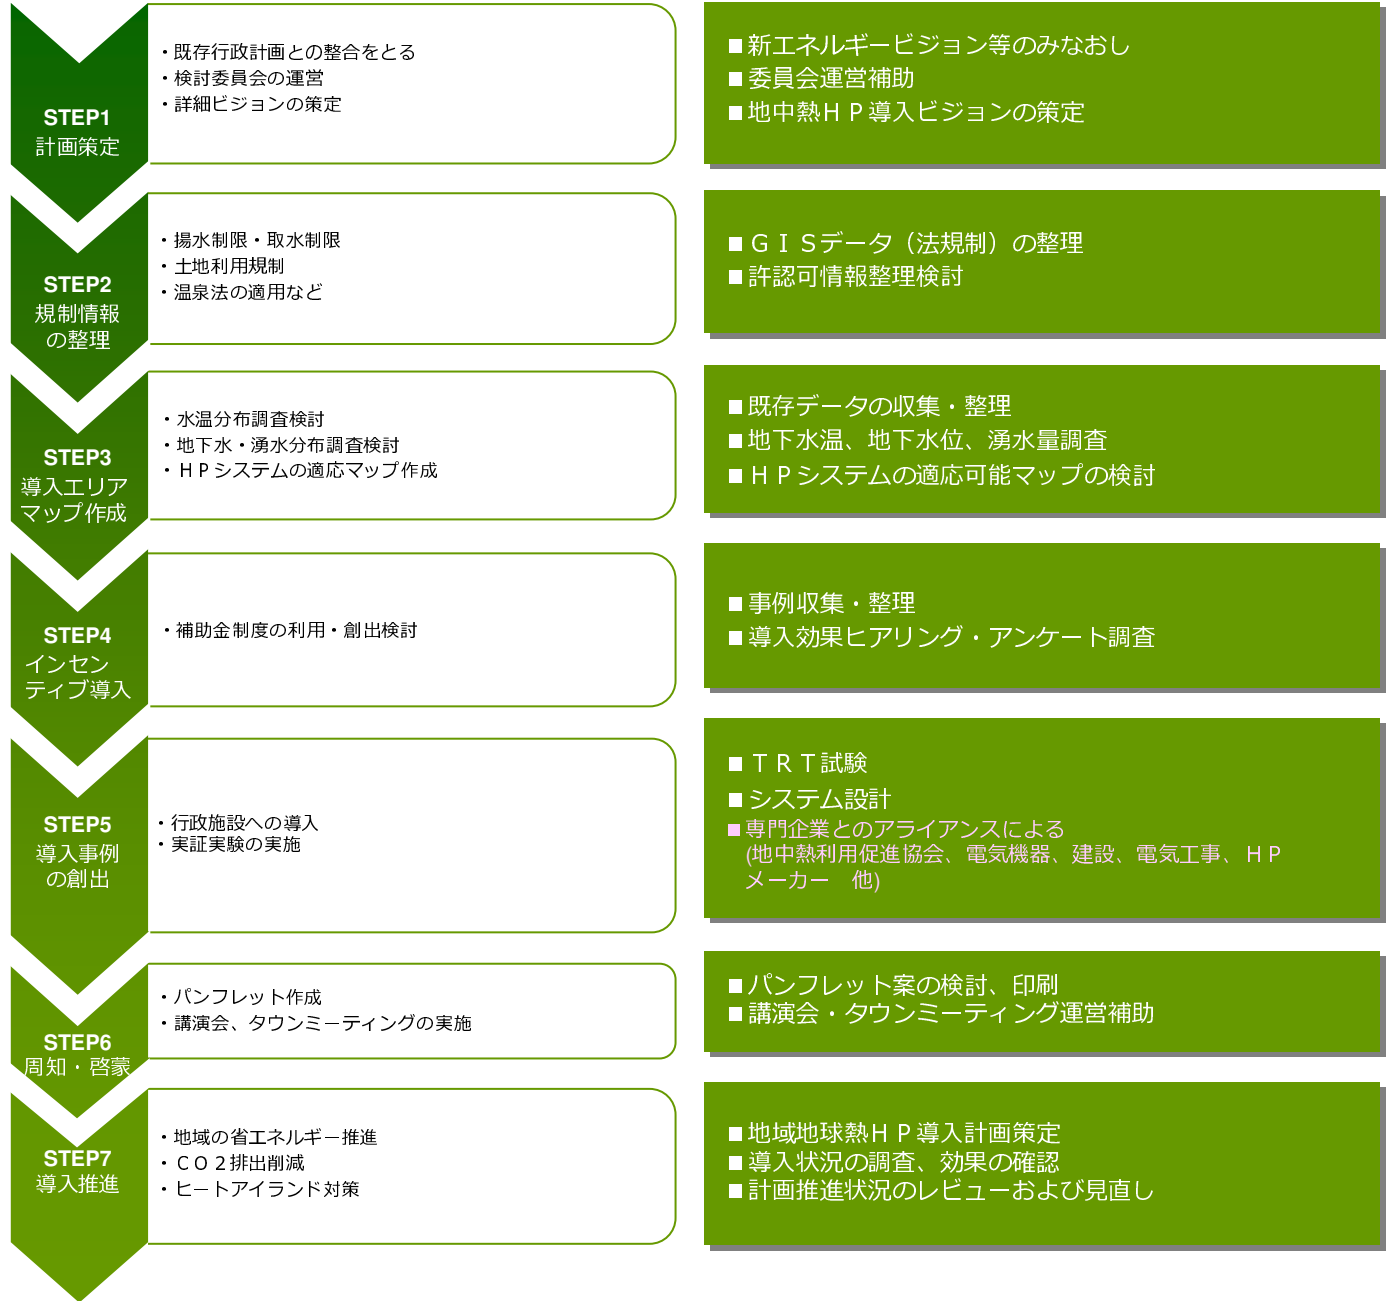 STEP1
計画策定
・既存行政計画との整合をとる
・検討委員会の運営
・詳細ビジョンの策定
■新エネルギービジョン等のみなおし
■委員会運営補助
■地中熱ＨＰ導入ビジョンの策定
STEP2
規制情報
の整理
・揚水制限・取水制限
・土地利用規制
・温泉法の適用など
■ＧＩＳデータ（法規制）の整理
■許認可情報整理検討
STEP3
導入エリア
マップ作成
・水温分布調査検討
・地下水・湧水分布調査検討
・ＨＰシステムの適応マップ作成
■既存データの収集・整理
■地下水温、地下水位、湧水量調査
■ＨＰシステムの適応可能マップの検討
STEP4
インセン
ティブ導入
・補助金制度の利用・創出検討
■事例収集・整理
■導入効果ヒアリング・アンケート調査
STEP5
導入事例
の創出
・行政施設への導入
・実証実験の実施
■ＴＲＴ試験
■システム設計
■専門企業とのアライアンスによる
(地中熱利用促進協会、電気機器、建設、電気工事、ＨＰ
メーカー　他)
STEP6
周知・啓蒙
・パンフレット作成
・講演会、タウンミーティングの実施
■パンフレット案の検討、印刷
■講演会・タウンミーティング運営補助
STEP7
導入推進
・地域の省エネルギー推進
・ＣＯ２排出削減
・ヒートアイランド対策
■地域地球熱ＨＰ導入計画策定
■導入状況の調査、効果の確認
■計画推進状況のレビューおよび見直し